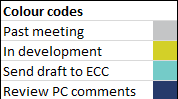 Colour codes
Past meeting
In development
Send draft to ECC
Review PC comments